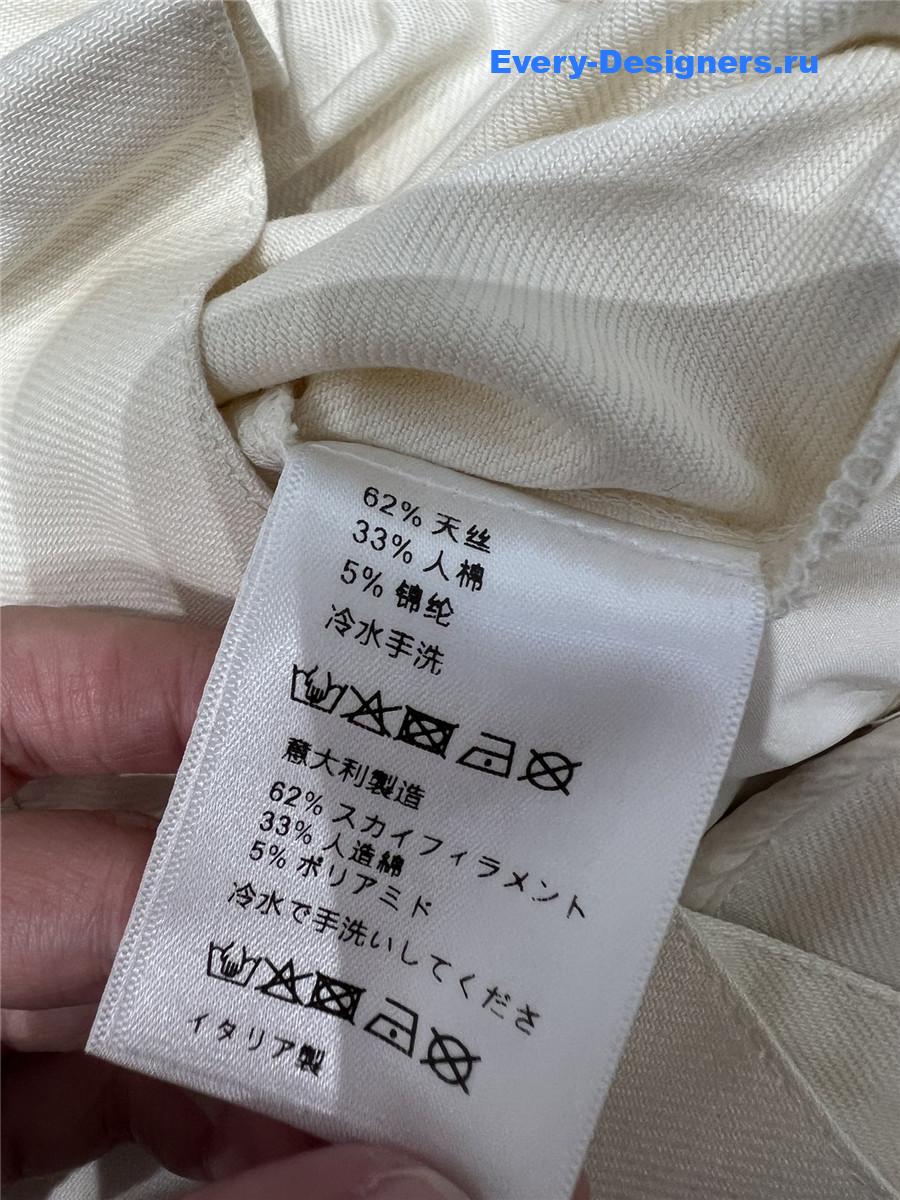 Every-Designers.ru
62% 天丝
33% 人棉
5% 锦纶
冷水手洗
意大利製造
62% スカイフィラメント
33% 人造綿
5% ポリアミド
冷水で手洗いしてくださ
イタリア製